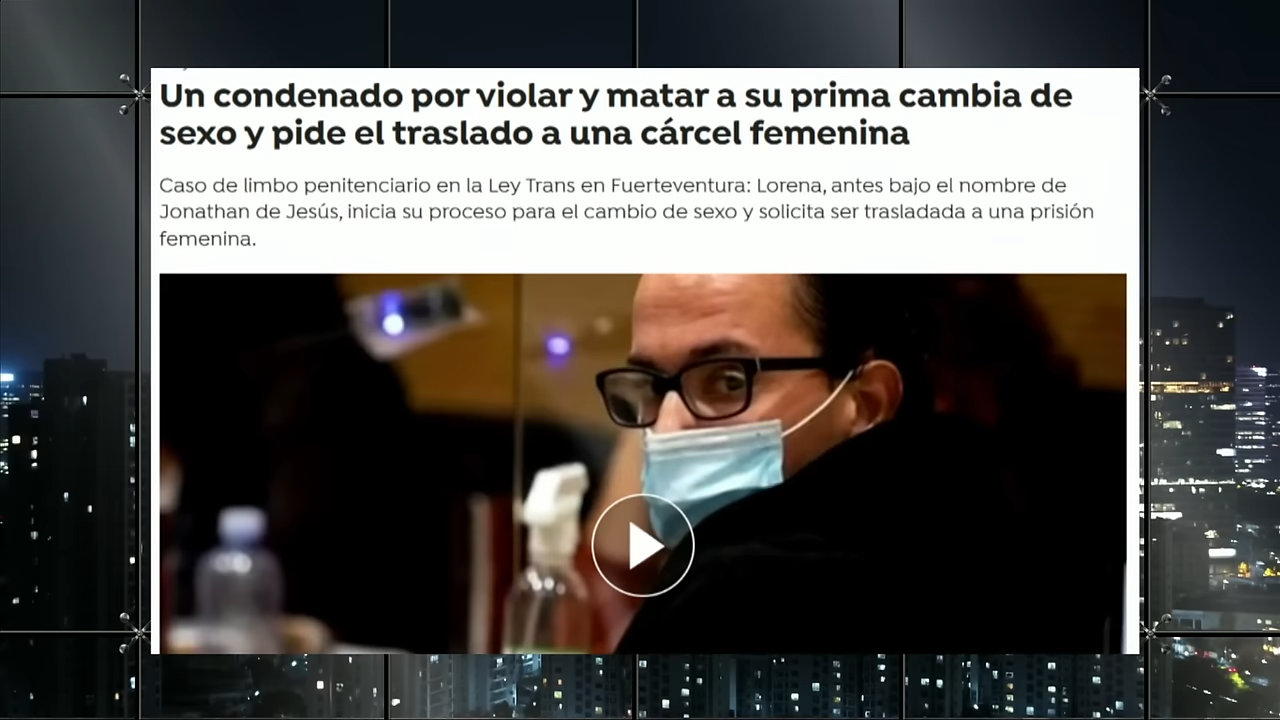 Un condenado por violar y matar a su prima cambia de
sexo y pide el traslado a una cárcel femenina
Caso de limbo penitenciario en la Ley Trans en Fuerteventura: Lorena, antes bajo el nombre de
Jonathan de Jesús, inicia su proceso para el cambio de sexo y solicita ser trasladada a una prisión
femenina.